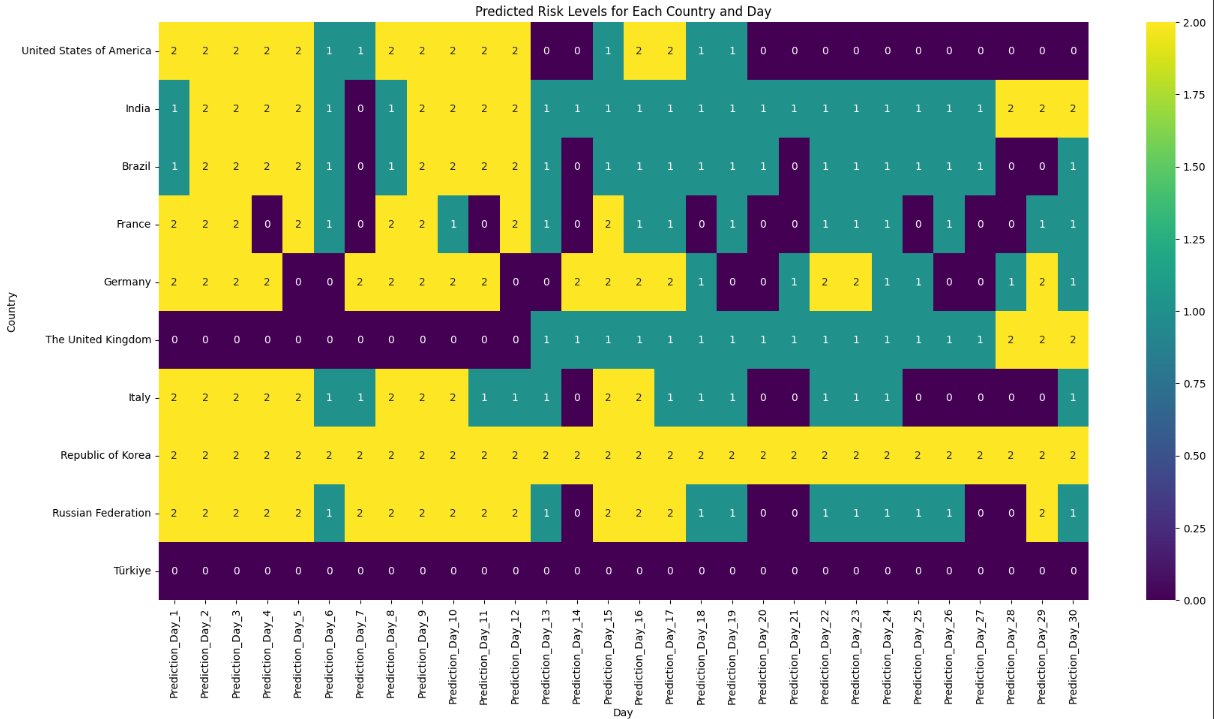 Predicted Risk Levels for Each Country and Day
United States of America 2 2 2 2 2 1 1 2 2 2 2 2 0 0 1 2 2 1 1 0 0 0 0 0 0 0 0 0 0 0
India 1 2 2 2 2 1 0 1 2 2 2 2 1 1 1 1 1 1 1 1 1 1 1 1 1 1 1 2 2 2
Brazil 1 2 2 2 2 1 0 1 2 2 2 2 1 0 1 1 1 1 1 1 0 1 1 1 1 1 1 0 0 1
France 2 2 2 0 2 1 0 2 2 1 0 2 1 0 2 1 1 0 1 0 0 1 1 1 0 1 0 0 1 1
Germany 2 2 2 2 0 0 2 2 2 2 2 0 0 2 2 2 2 1 0 0 1 2 2 1 1 0 0 1 2 1
The United Kingdom 0 0 0 0 0 0 0 0 0 0 0 0 1 1 1 1 1 1 1 1 1 1 1 1 1 1 1 2 2 2
Italy 2 2 2 2 2 1 1 2 2 2 1 1 1 0 2 2 1 1 1 0 0 1 1 1 0 0 0 0 0 1
Republic of Korea 2 2 2 2 2 2 2 2 2 2 2 2 2 2 2 2 2 2 2 2 2 2 2 2 2 2 2 2 2 2
Russian Federation 2 2 2 2 2 1 2 2 2 2 2 2 1 0 2 2 2 1 1 0 0 1 1 1 1 1 0 0 2 1
Türkiye 0 0 0 0 0 0 0 0 0 0 0 0 0 0 0 0 0 0 0 0 0 0 0 0 0 0 0 0 0 0
Country
Prediction_Day_1
Prediction_Day_2
Prediction_Day_3
Prediction_Day_4
Prediction_Day_5
Prediction_Day_6
Prediction_Day_7
Prediction_Day_8
Prediction_Day_9
Prediction_Day_10
Prediction_Day_11
Prediction_Day_12
Prediction_Day_13
Prediction_Day_14
Prediction_Day_15
Prediction_Day_16
Prediction_Day_17
Prediction_Day_18
Prediction_Day_19
Prediction_Day_20
Prediction_Day_21
Prediction_Day_22
Prediction_Day_23
Prediction_Day_24
Prediction_Day_25
Prediction_Day_26
Prediction_Day_27
Prediction_Day_28
Prediction_Day_29
Prediction_Day_30
Day
2.00
1.75
1.50
1.25
1.00
0.75
0.50
0.25
0.00